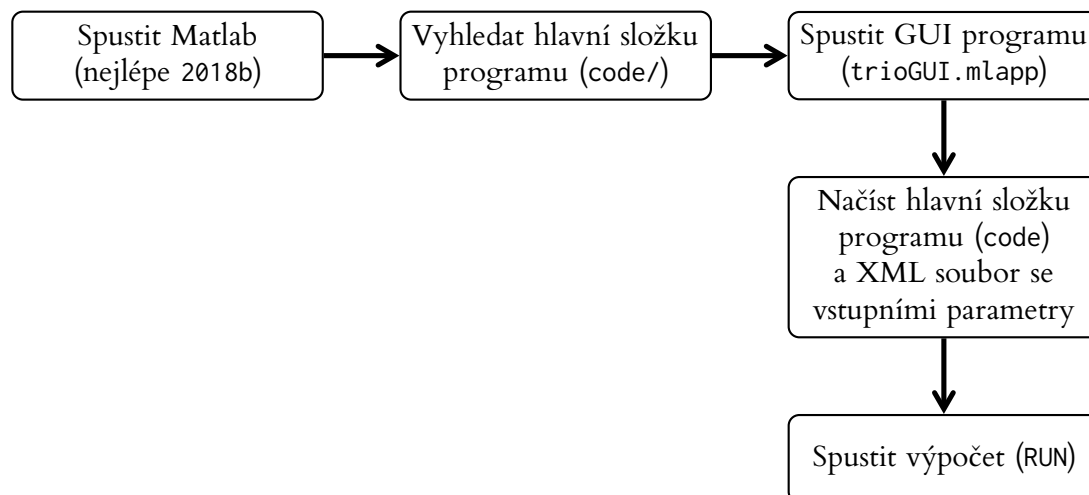 Spustit Matlab
(nejlépe 2018b)
Vyhledat hlavní složku
programu (code/)
Spustit GUI programu
(trioGUI.mlapp)
Načíst hlavní složku
programu (code)
a XML soubor se
vstupními parametry
Spustit výpočet (RUN)